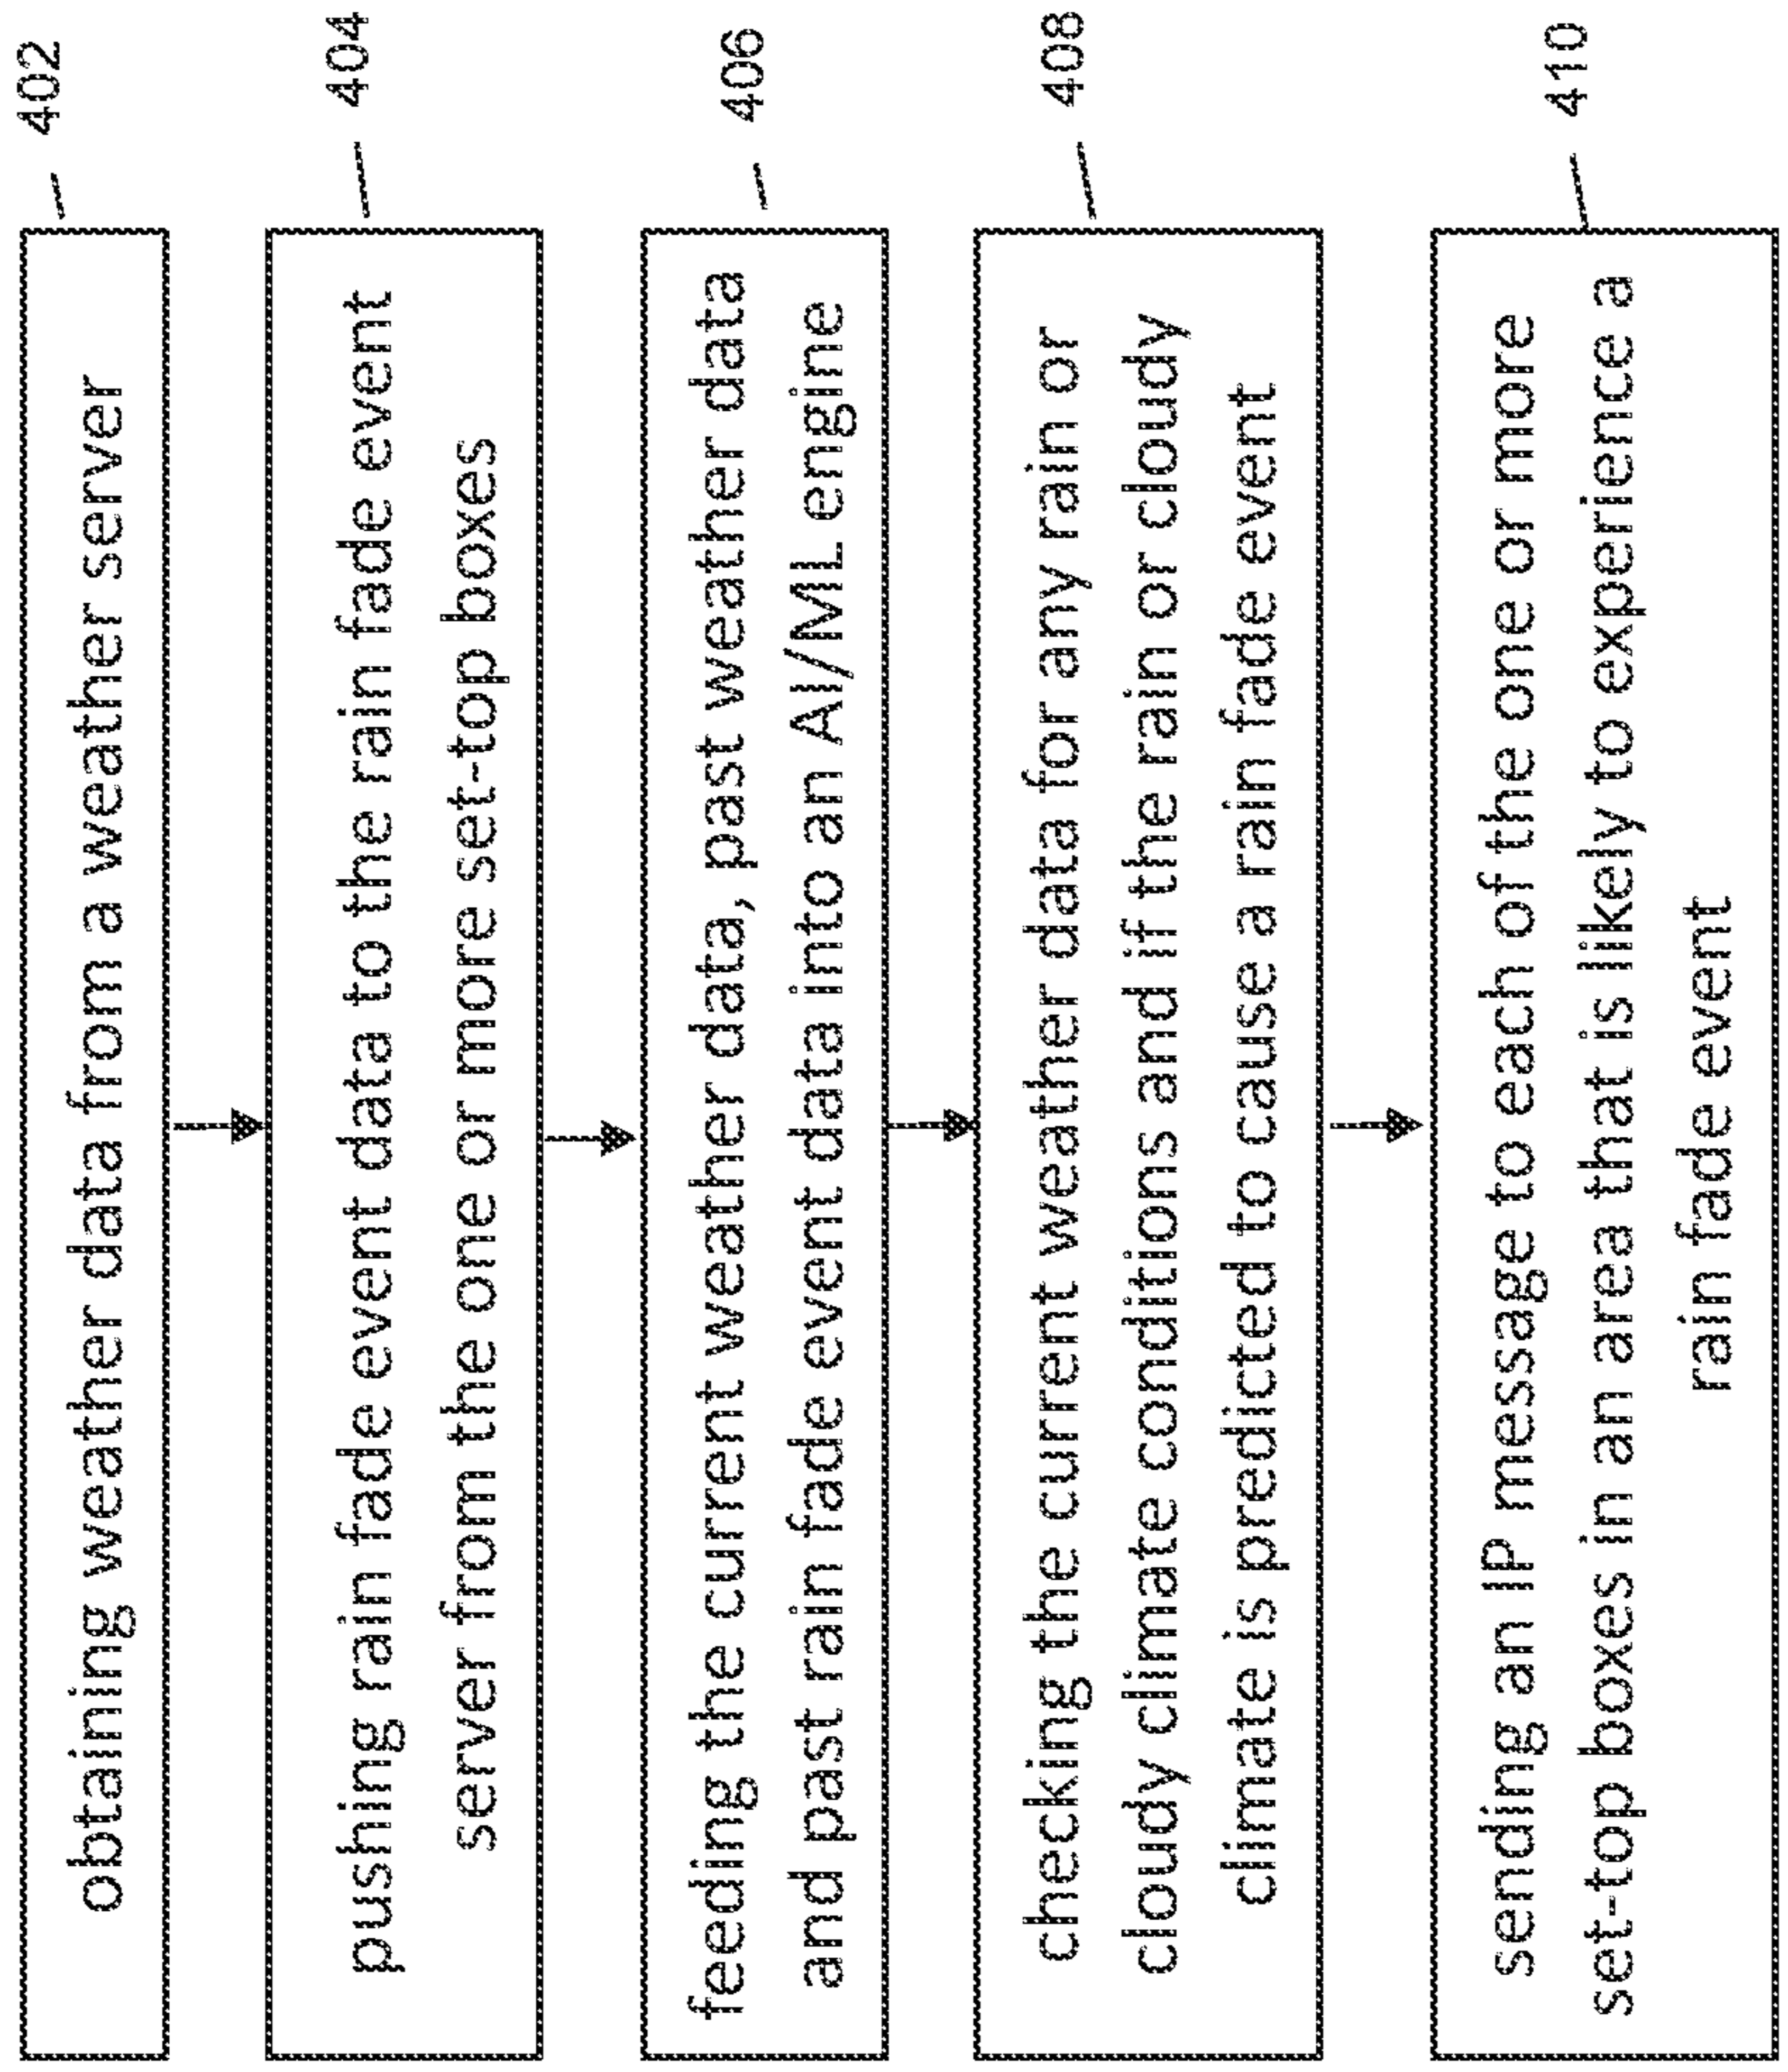 obtaining weather data from a weather server
402
pushing rain fade event data to the rain fade event
server from the one or more set-top boxes
404
feeding the current weather data, past weather data
and past rain fade event data into an AI/ML engine
406
checking the current weather data for any rain or
cloudy climate conditions and if the rain or cloudy
climate is predicted to cause a rain fade event
408
sending an IP message to each of the one or more
set-top boxes in an area that is likely to experience a
rain fade event
410